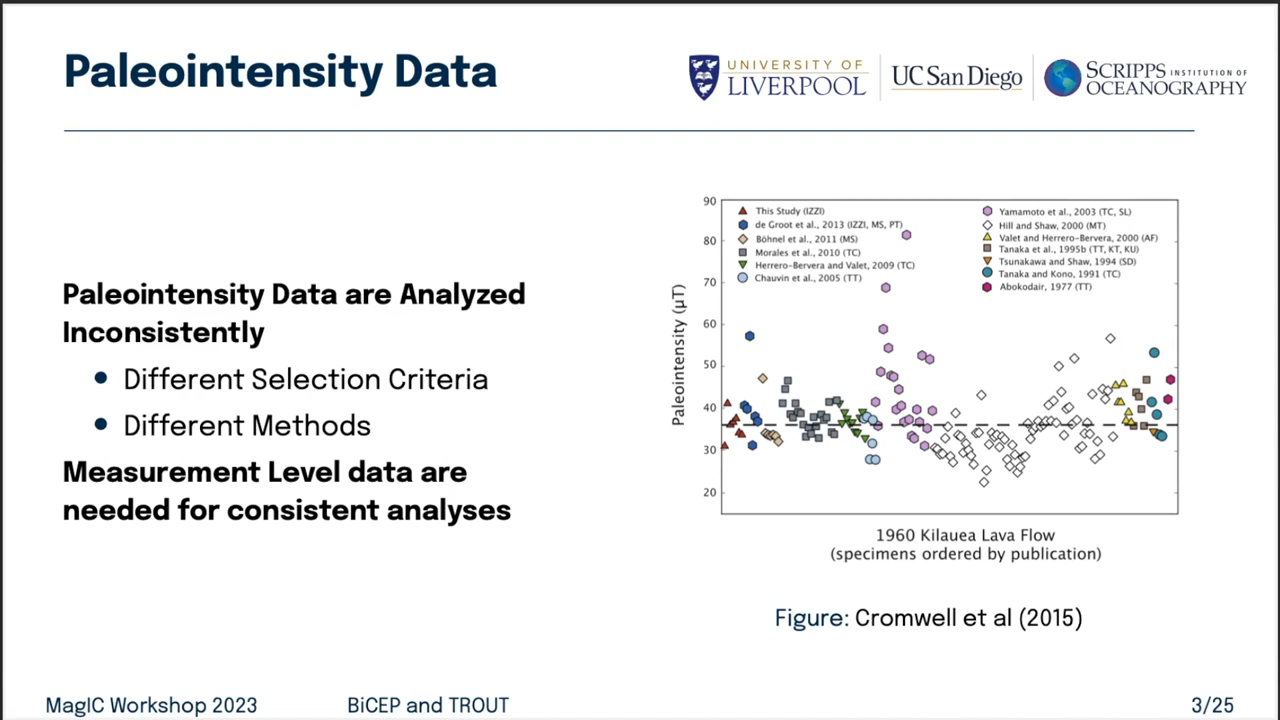 Paleointensity Data
UNIVERSITY OF
LIVERPOOL
UC San Diego
SCRIPPS INSTITUTION OF
OCEANOGRAPHY
Paleointensity Data are Analyzed
Inconsistently
• Different Selection Criteria
• Different Methods
Measurement Level data are
needed for consistent analyses
90
80
70
60
50
40
30
20
Paleointensity (μT)
This Study (IZZI)
de Groot et al., 2013 (IZZI, MS, PT)
Böhnel et al., 2011 (MS)
Morales et al., 2010 (TC)
Herrero-Bervera and Valet, 2009 (TC)
Chauvin et al., 2005 (TT)
Yamamoto et al., 2003 (TC, SL)
Hill and Shaw, 2000 (MT)
Valet and Herrero-Bervera, 2000 (AF)
Tanaka et al., 1995b (TT, KT, KU)
Tsunakawa and Shaw, 1994 (SD)
Tanaka and Kono, 1991 (TC)
Abokodair, 1977 (TT)
1960 Kilauea Lava Flow
(specimens ordered by publication)
Figure: Cromwell et al (2015)
MagIC Workshop 2023
BiCEP and TROUT
3/25